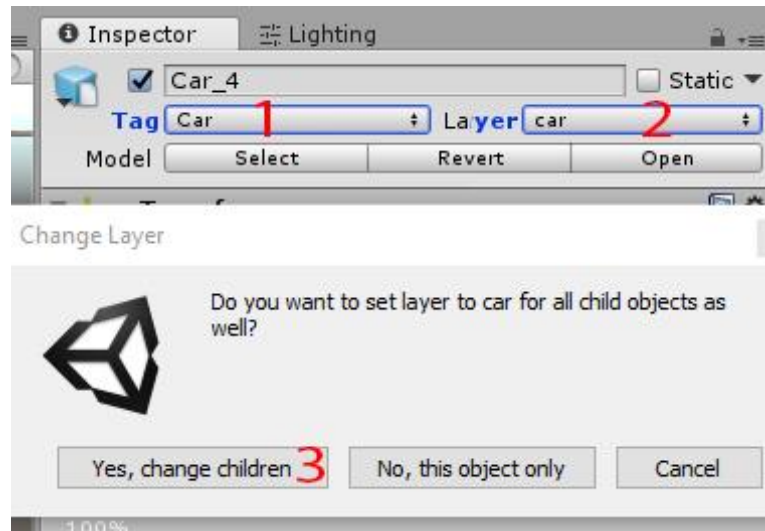 Inspector Lighting
Car_4 Static
Tag Car 1 Layer car 2
Model Select Revert Open
Change Layer
Do you want to set layer to car for all child objects as
well?
Yes, change children 3 No, this object only Cancel
100%